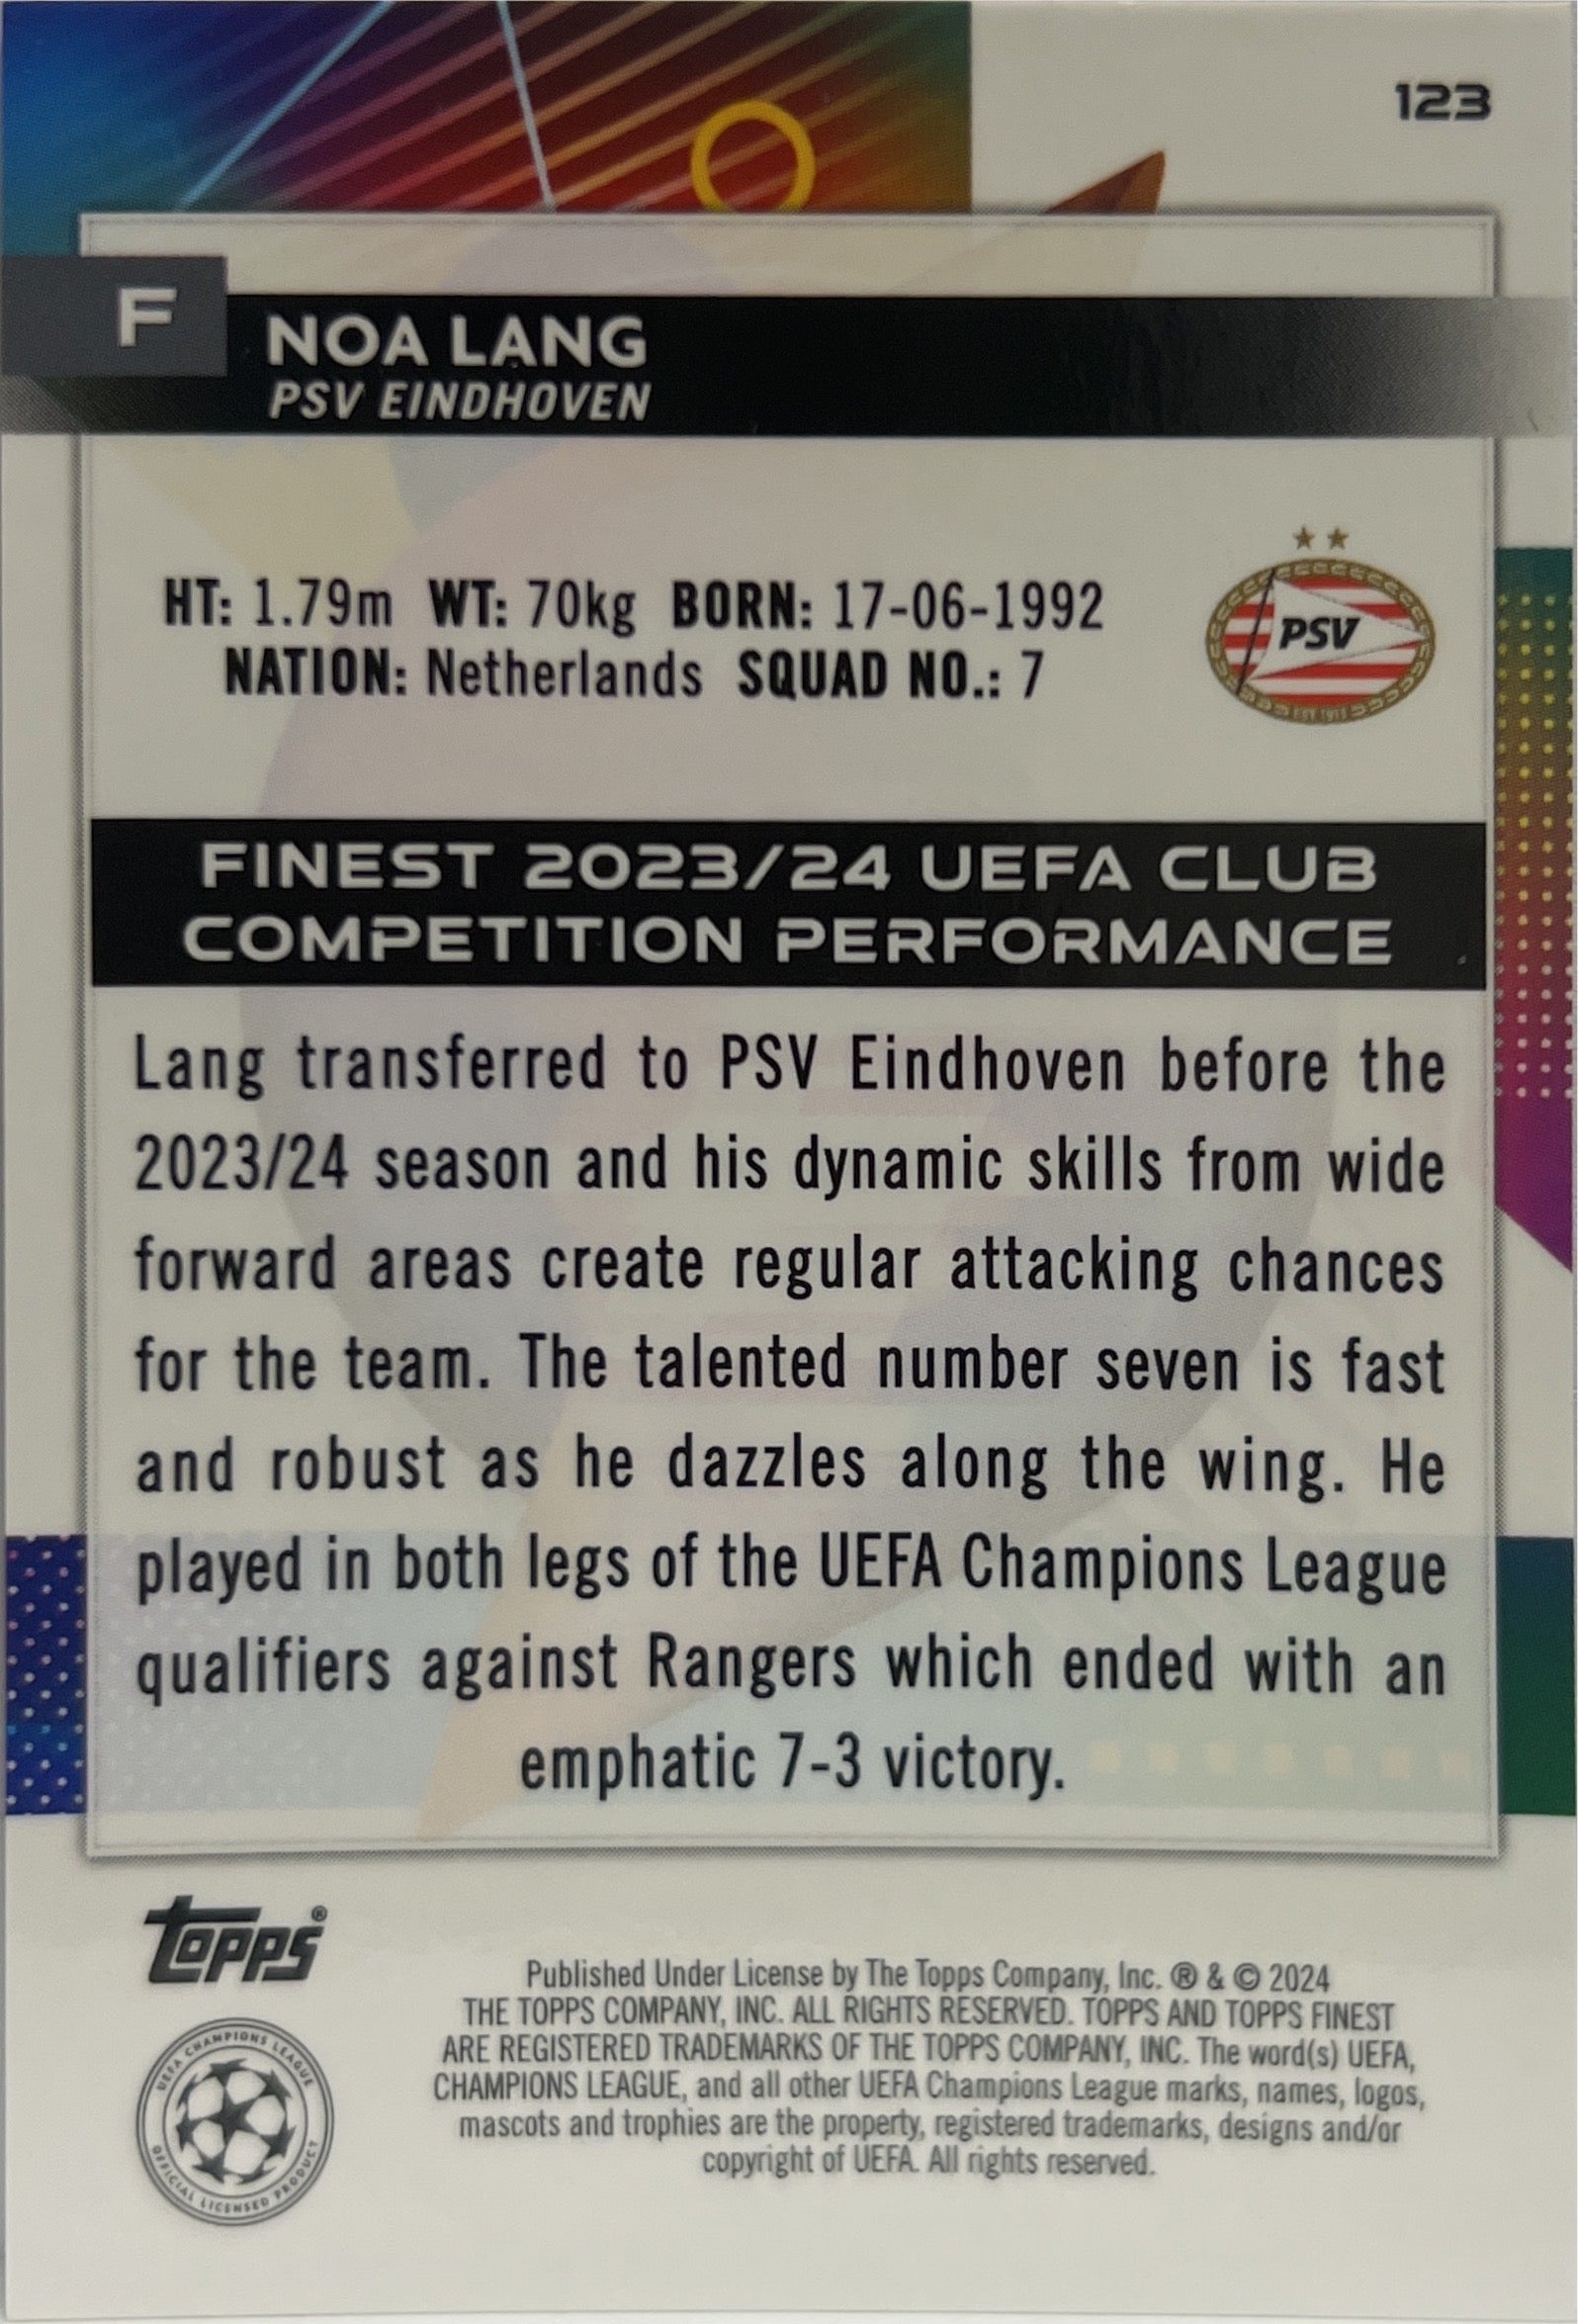 123
F
NOA LANG
PSV EINDHOVEN
HT: 1.79m WT: 70kg BORN: 17-06-1992
NATION: Netherlands SQUAD NO.: 7
PSV
EST. 1913
FINEST 2023/24 UEFA CLUB
COMPETITION PERFORMANCE
Lang transferred to PSV Eindhoven before the
2023/24 season and his dynamic skills from wide
forward areas create regular attacking chances
for the team. The talented number seven is fast
and robust as he dazzles along the wing. He
played in both legs of the UEFA Champions League
qualifiers against Rangers which ended with an
emphatic 7-3 victory.
Topps®
UEFA CHAMPIONS LEAGUE
OFFICIAL LICENSED PRODUCT
Published Under License by The Topps Company, Inc. ® & © 2024
THE TOPPS COMPANY, INC. ALL RIGHTS RESERVED. TOPPS AND TOPPS FINEST
ARE REGISTERED TRADEMARKS OF THE TOPPS COMPANY, INC. The word(s) UEFA,
CHAMPIONS LEAGUE, and all other UEFA Champions League marks, names, logos,
mascots and trophies are the property, registered trademarks, designs and/or
copyright of UEFA. All rights reserved.